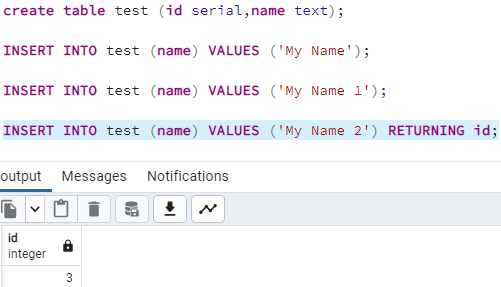 create table test (id serial,name text);
INSERT INTO test (name) VALUES ('My Name');
INSERT INTO test (name) VALUES ('My Name 1');
INSERT INTO test (name) VALUES ('My Name 2') RETURNING id;
output Messages Notifications
id
integer
3